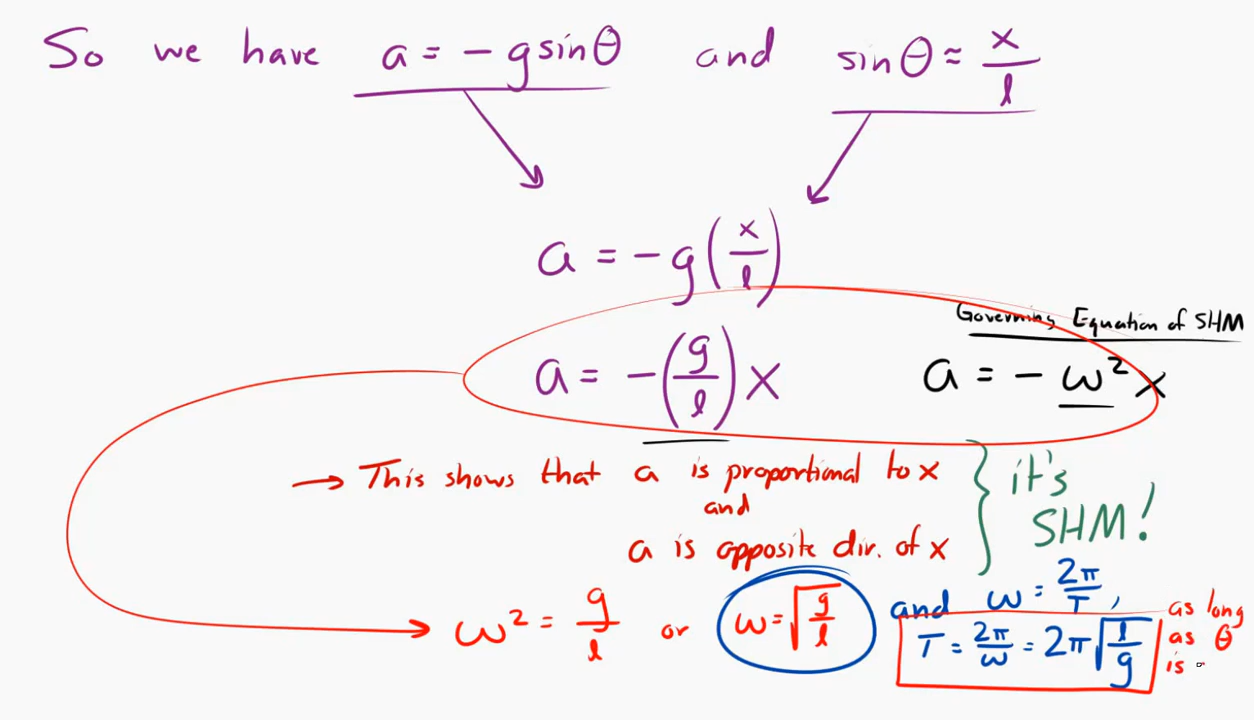 So we have a = - g sinθ and sinθ ≈ x/l
a = - g (x/l)
Governing Equation of SHM
a = - (g/l) x a = - ω² x
→ This shows that a is proportional to x
and
a is opposite dir. of x
} it's
SHM!
ω² = g/l or ω = √(g/l) and ω = 2π/T ,
T = 2π/ω = 2π √(l/g)
as long
as θ
is